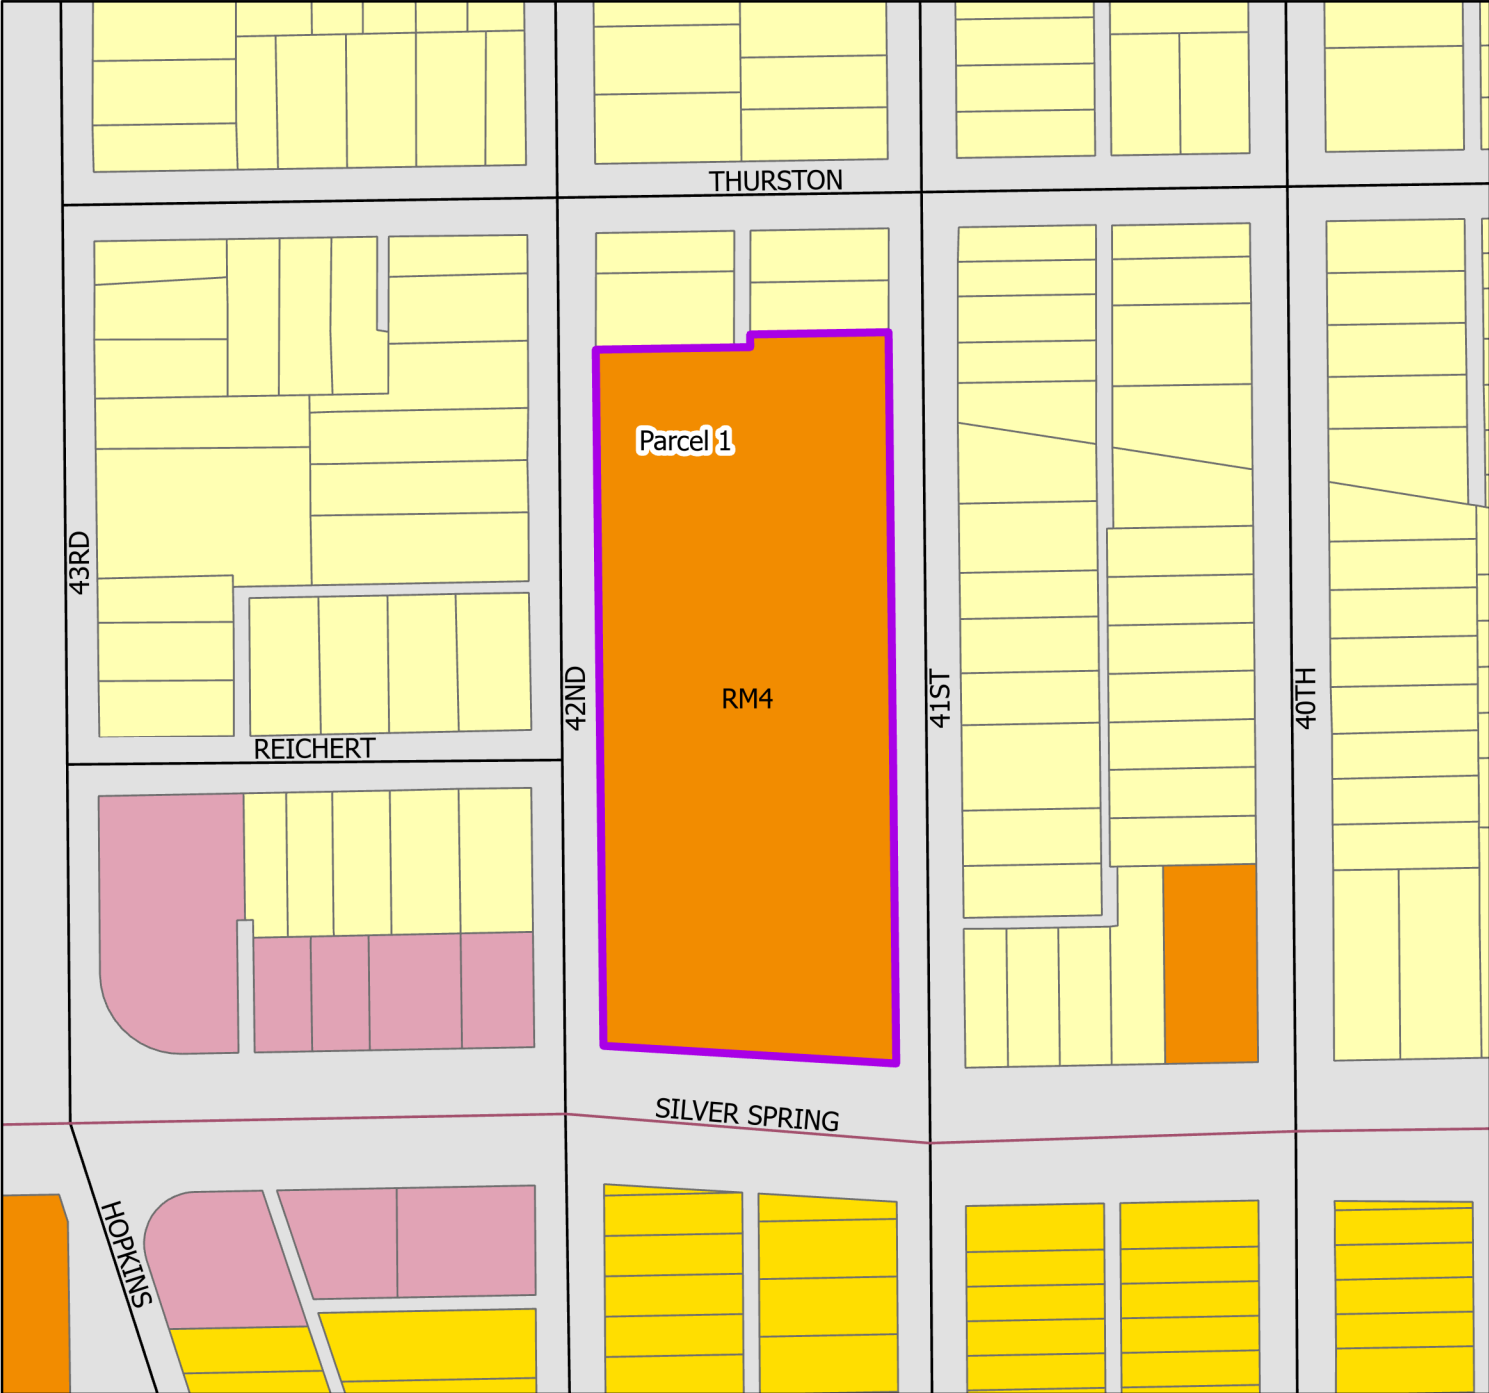 THURSTON
Parcel 1
43RD
42ND
RM4
41ST
40TH
REICHERT
SILVER SPRING
HOPKINS